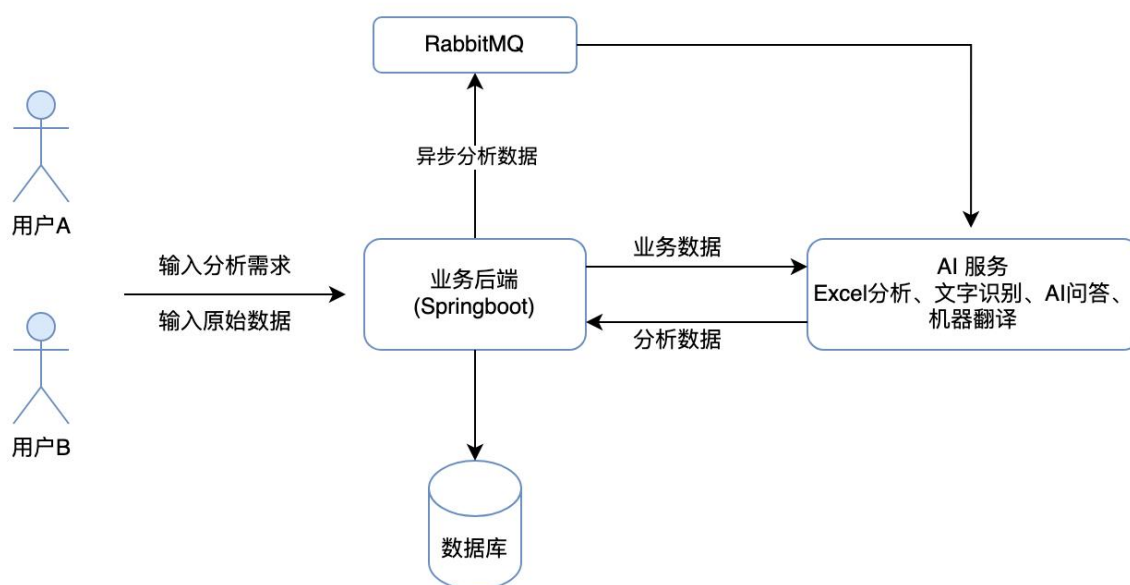 RabbitMQ
异步分析数据
用户A
输入分析需求
输入原始数据
业务后端
(Springboot)
业务数据
分析数据
AI 服务
Excel分析、文字识别、AI问答、
机器翻译
用户B
数据库